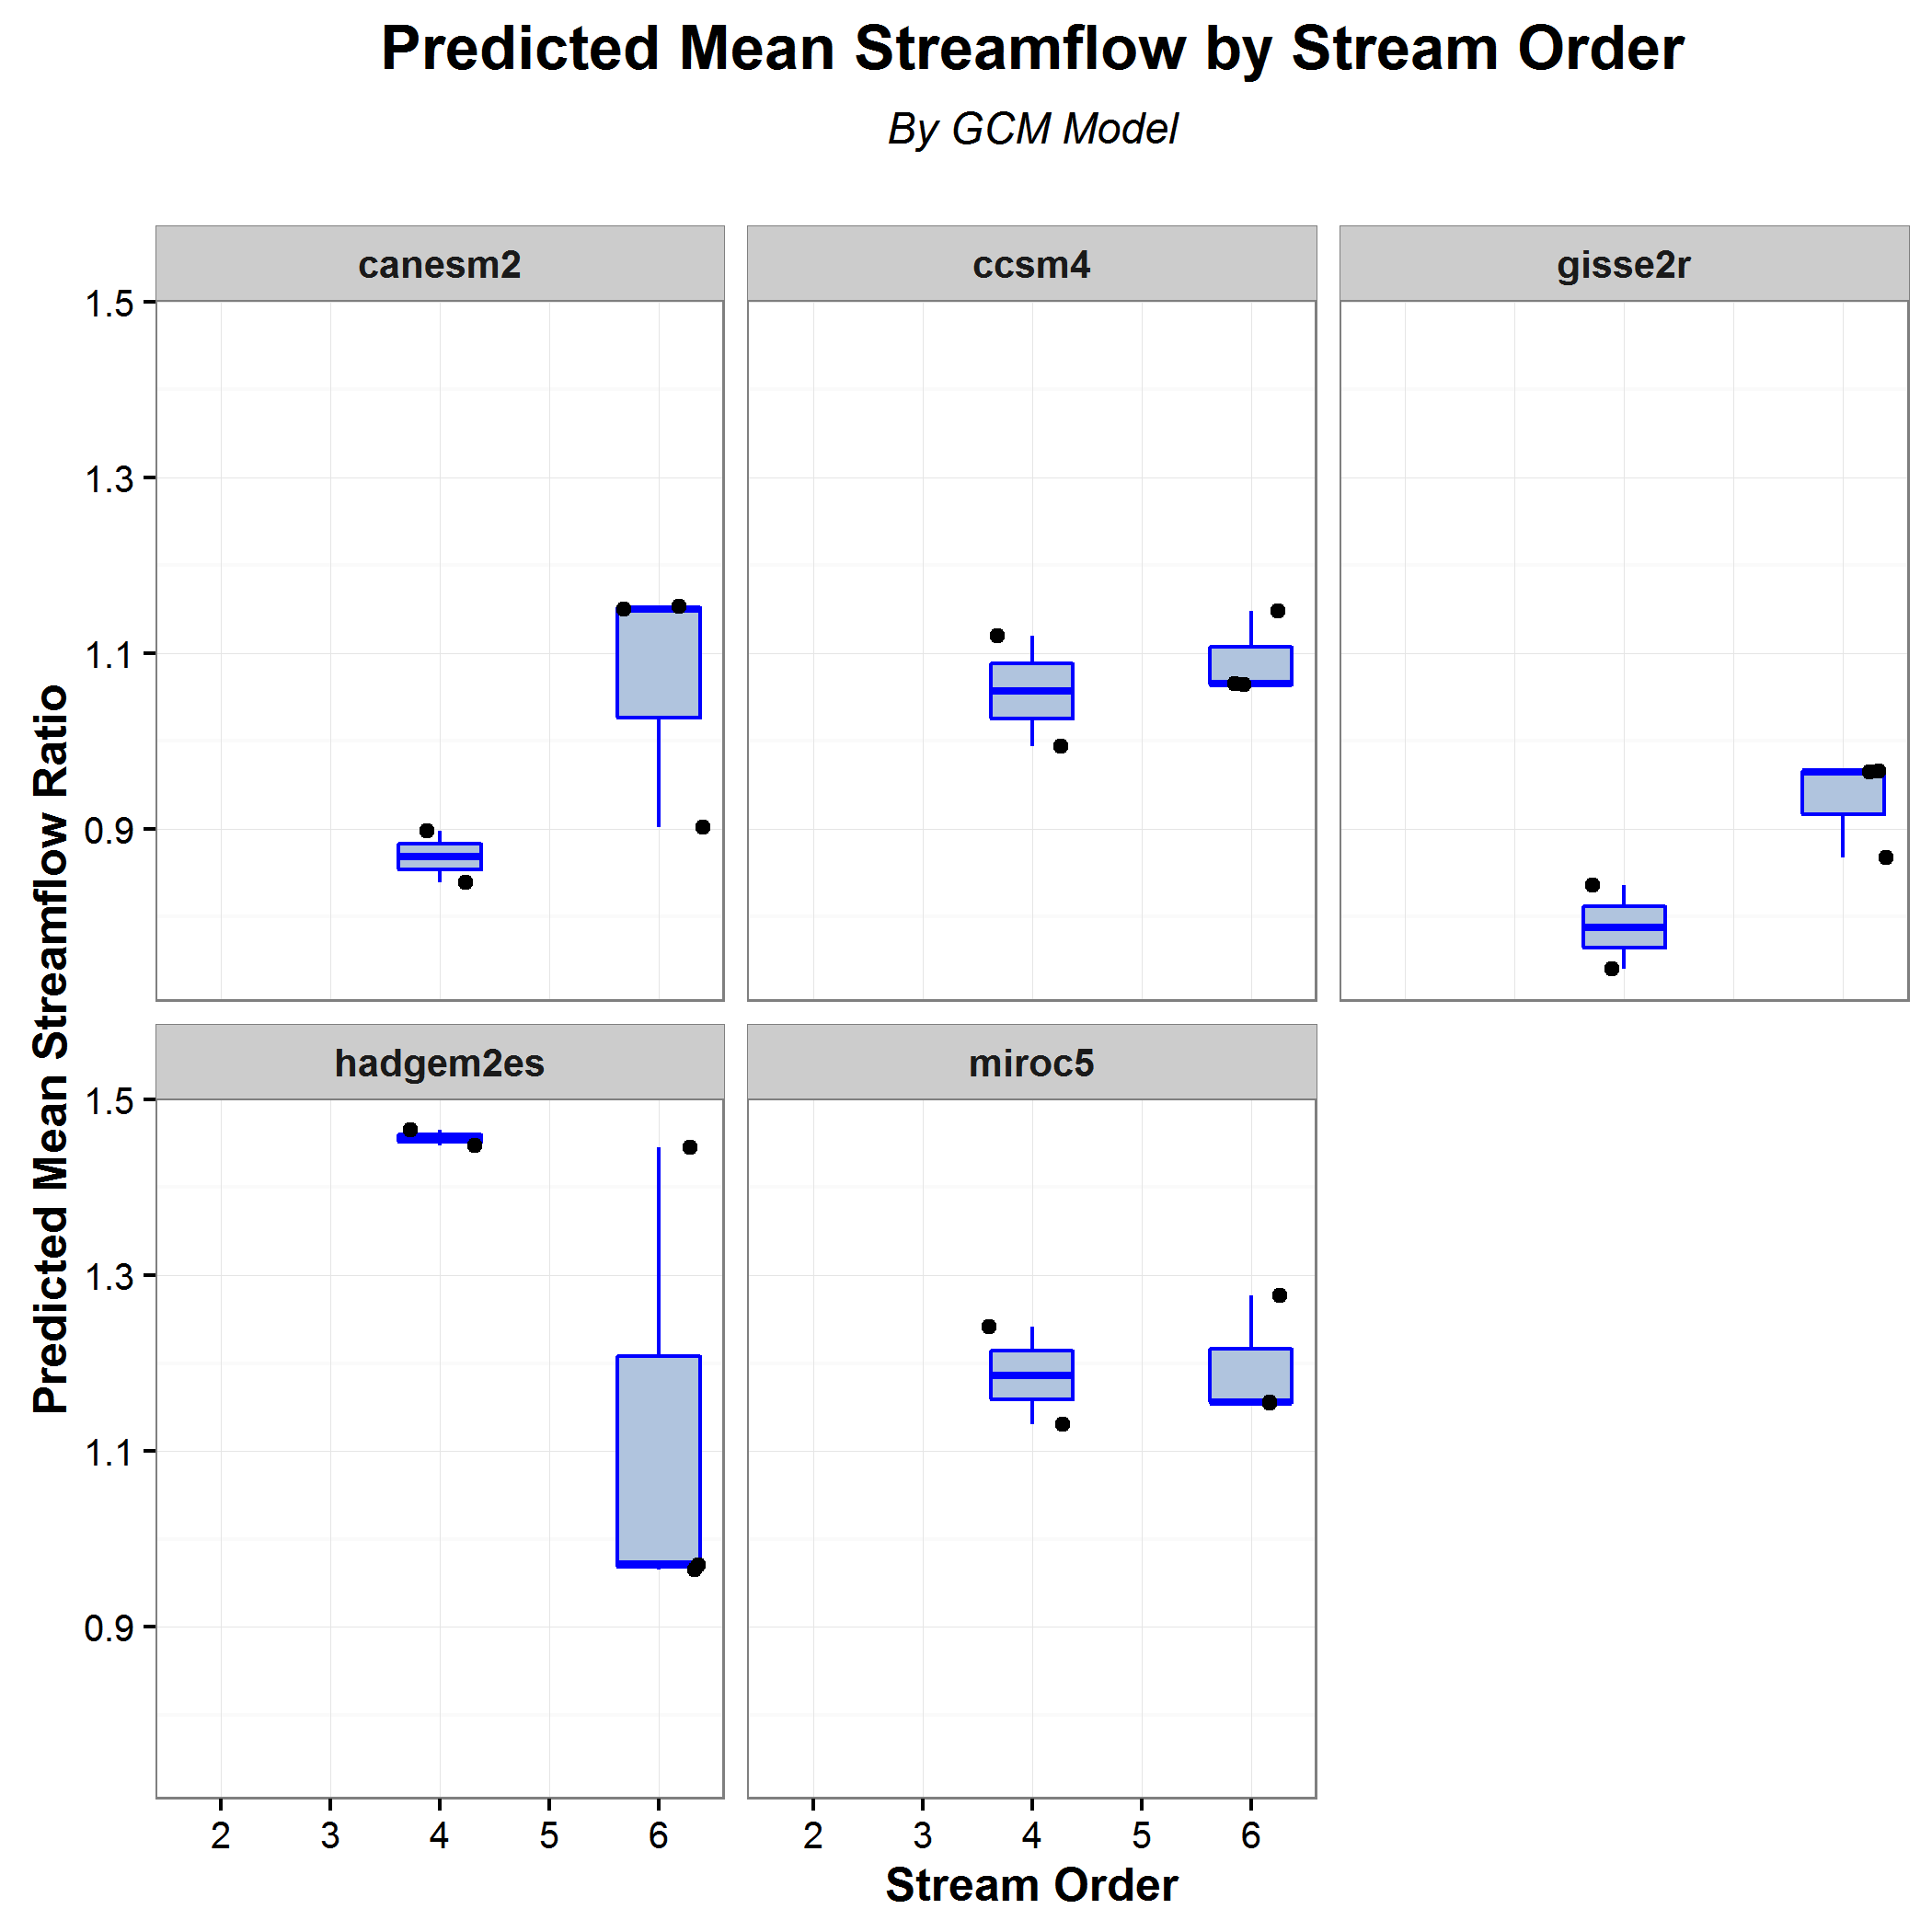 Predicted Mean Streamflow by Stream Order
By GCM Model
canesm2
ccsm4
gisse2r
1.5
1.3
1.1
0.9
Predicted Mean Streamflow Ratio
hadgem2es
miroc5
1.5
1.3
1.1
0.9
2 3 4 5 6
2 3 4 5 6
Stream Order